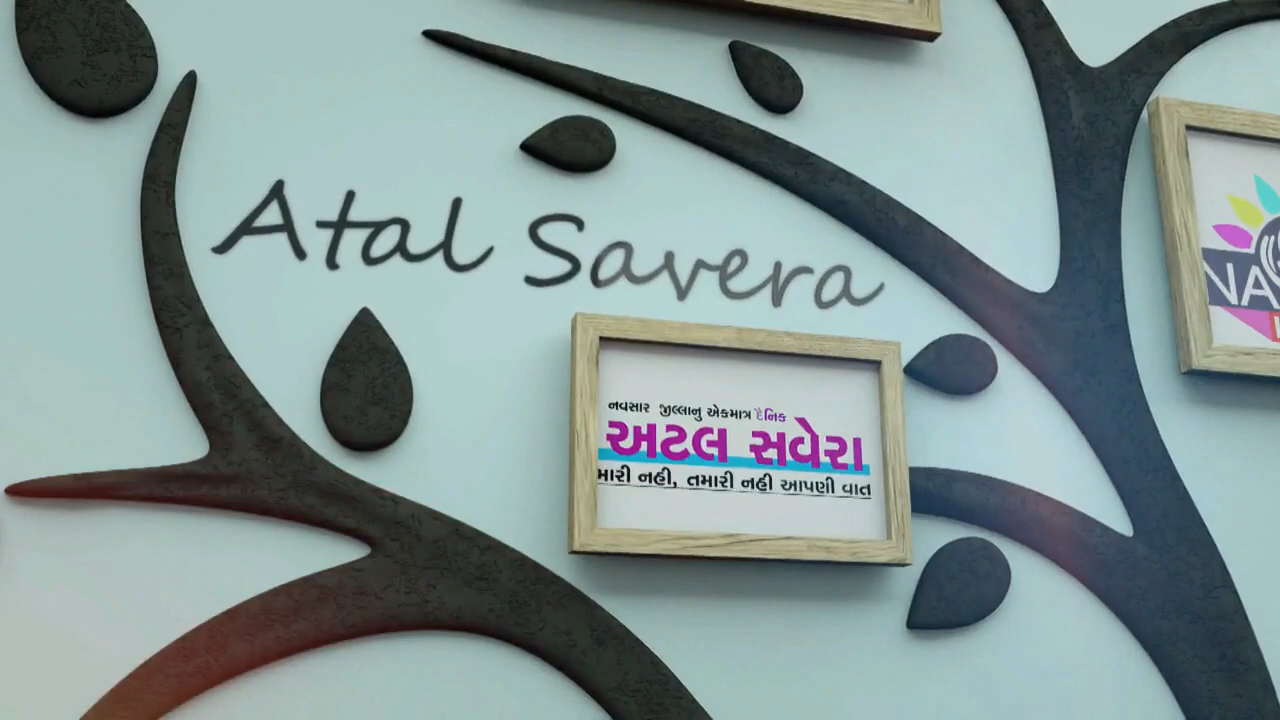 Atal Savera
નવસાર જીલ્લાનુ એકમાત્ર દૈનિક
અટલ સવેરા
મારી નહી, તમારી નહી આપણી વાત